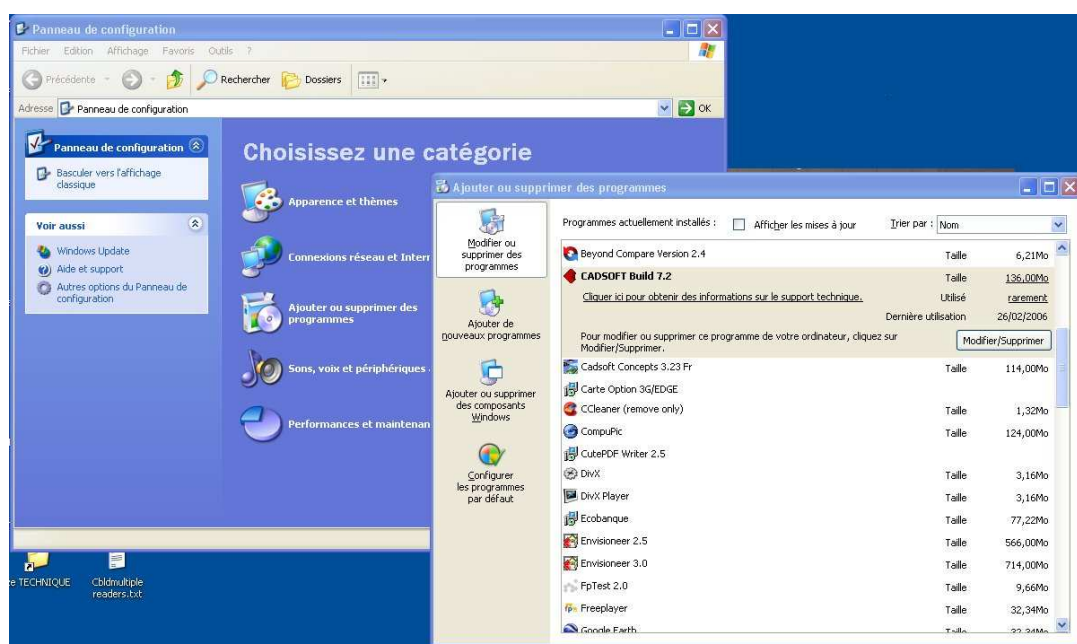 Panneau de configuration
Fichier Edition Affichage Favoris Outils ?
Précédente Rechercher Dossiers
Adresse Panneau de configuration OK
Panneau de configuration
Basculer vers l'affichage
classique
Voir aussi
Windows Update
Aide et support
Autres options du Panneau de
configuration
Choisissez une catégorie
Apparence et thèmes
Connexions réseau et Intern
Ajouter ou supprimer des
programmes
Sons, voix et périphériques
Performances et maintenan
TECHNIQUE
Cbldmultiple
readers.txt
Ajouter ou supprimer des programmes
Modifier ou
supprimer des
programmes
Ajouter de
nouveaux programmes
Ajouter ou supprimer
des composants
Windows
Configurer
les programmes
par défaut
Programmes actuellement installés : Afficher les mises à jour Trier par : Nom
Beyond Compare Version 2.4 Taille 6,21Mo
CADSOFT Build 7.2 Taille 136,00Mo
Cliquer ici pour obtenir des informations sur le support technique. Utilisé rarement
Dernière utilisation 26/02/2006
Pour modifier ou supprimer ce programme de votre ordinateur, cliquez sur
Modifier/Supprimer.
Modifier/Supprimer
Cadsoft Concepts 3.23 Fr Taille 114,00Mo
Carte Option 3G/EDGE
CCleaner (remove only) Taille 1,32Mo
CompuPic Taille 124,00Mo
CutePDF Writer 2.5
DivX Taille 3,16Mo
DivX Player Taille 3,16Mo
Ecobanque Taille 77,22Mo
Envisioneer 2.5 Taille 566,00Mo
Envisioneer 3.0 Taille 714,00Mo
FpTest 2.0 Taille 9,66Mo
Freeplayer Taille 32,34Mo
Google Earth Taille 32,34Mo